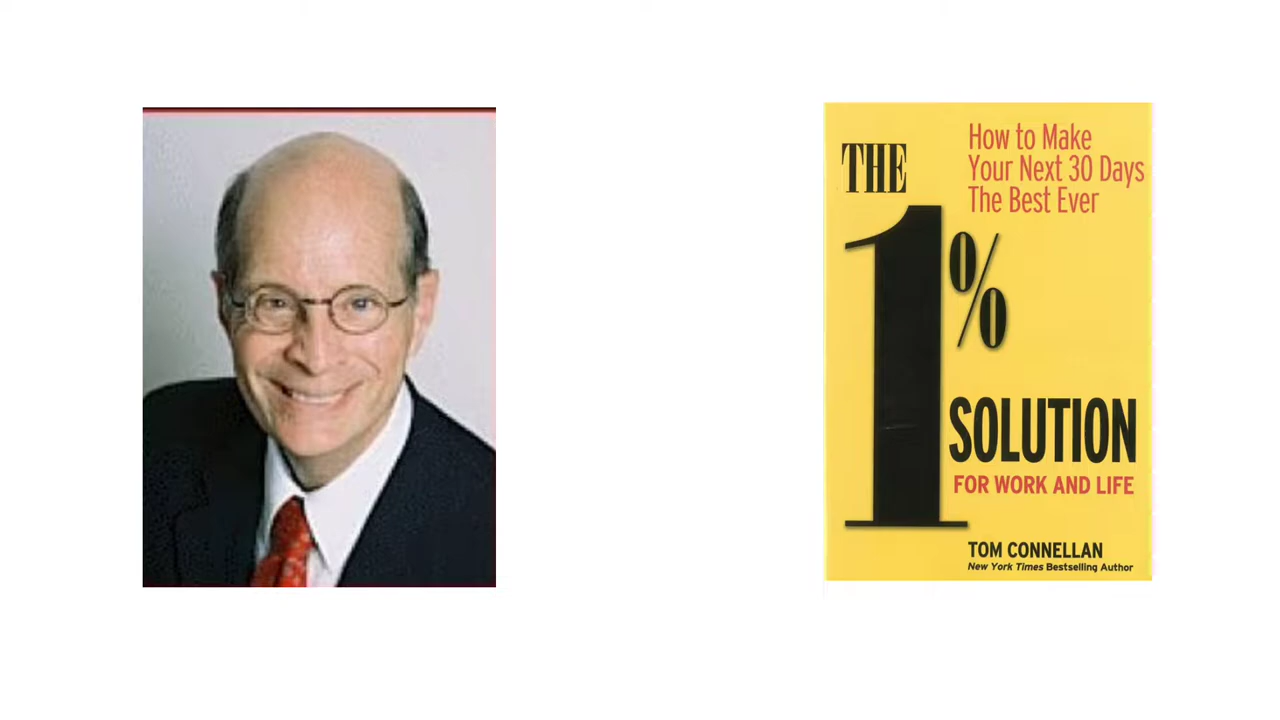 THE
How to Make
Your Next 30 Days
The Best Ever
1%
SOLUTION
FOR WORK AND LIFE
TOM CONNELLAN
New York Times Bestselling Author